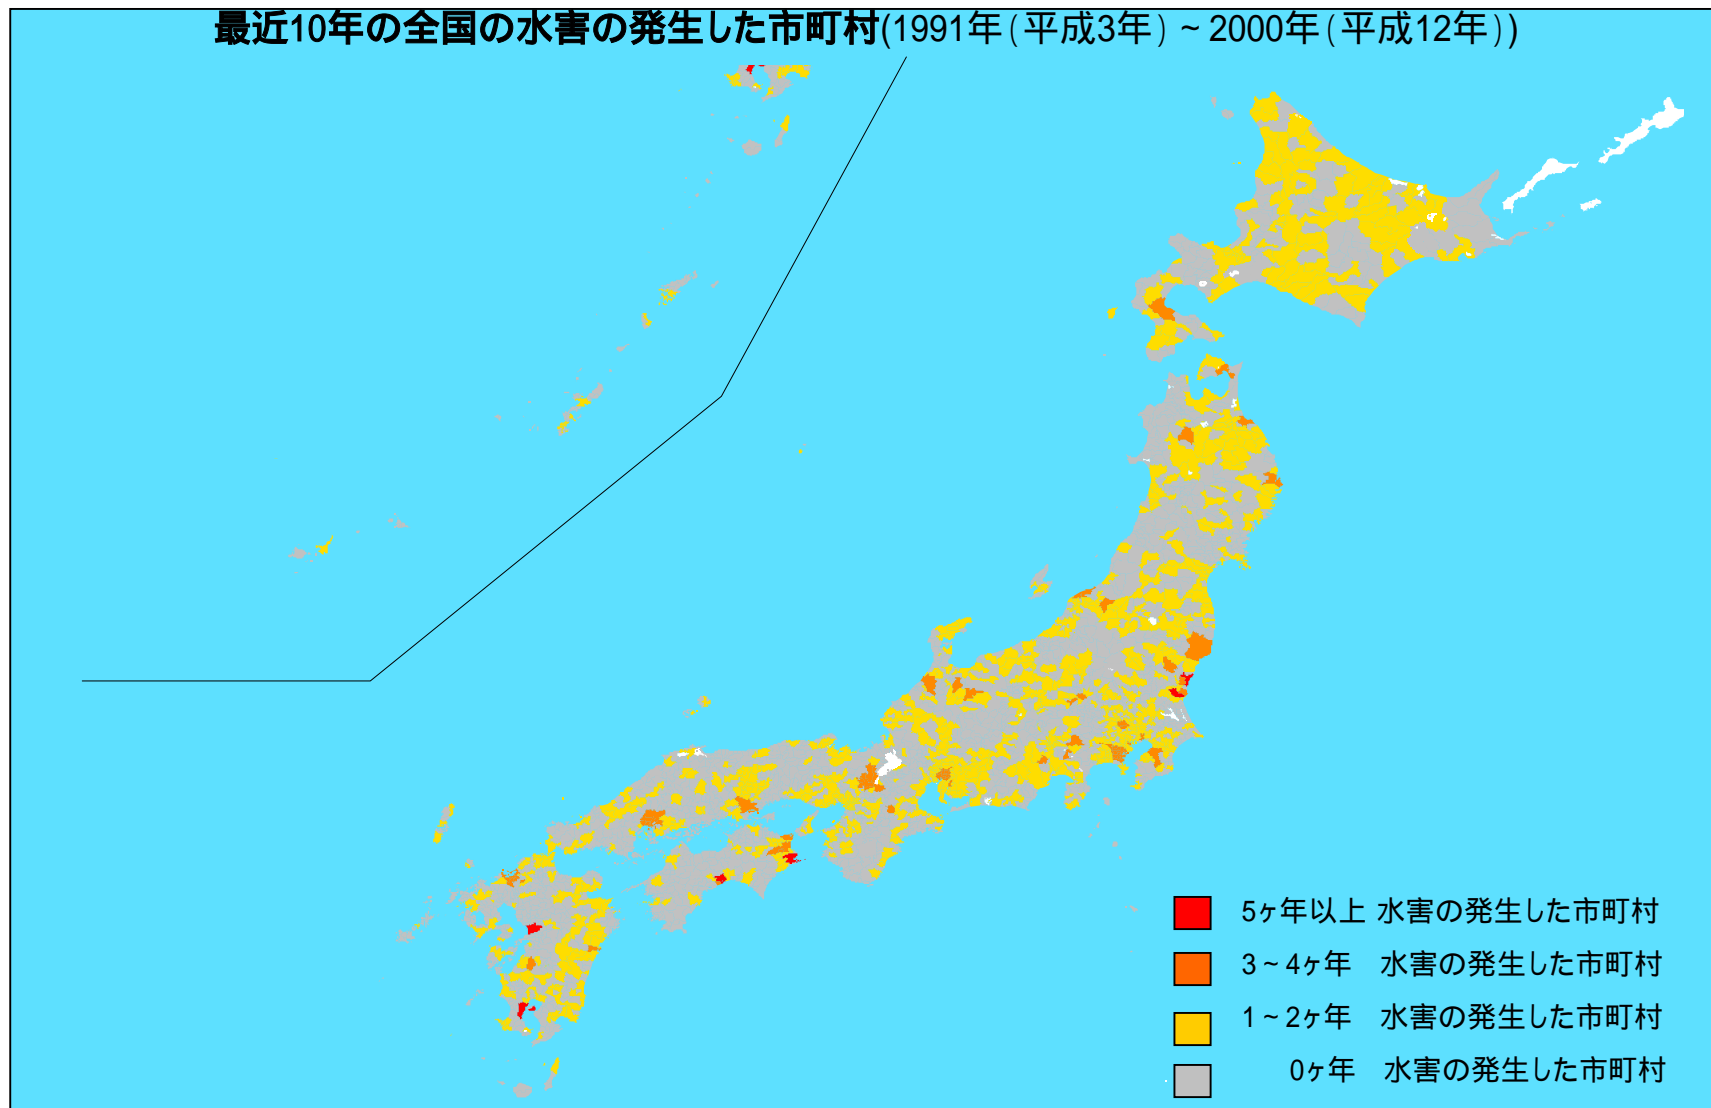 最近10年の全国の水害の発生した市町村(1991年(平成3年)~2000年(平成12年))
5ヶ年以上 水害の発生した市町村
3~4ヶ年 水害の発生した市町村
1~2ヶ年 水害の発生した市町村
0ヶ年 水害の発生した市町村